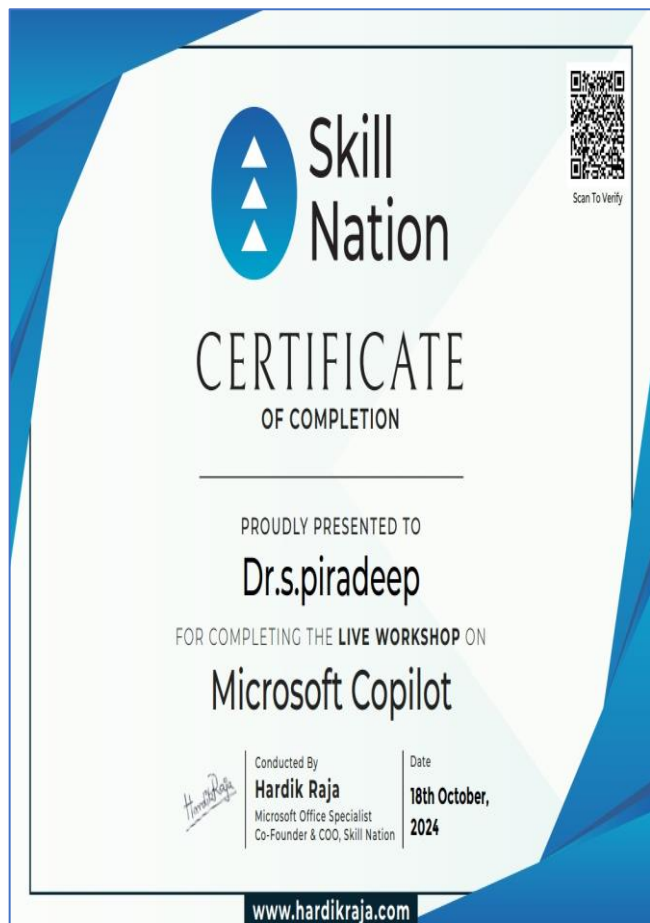 Skill
Nation
Scan To Verify
CERTIFICATE
OF COMPLETION
PROUDLY PRESENTED TO
Dr.s.piradeep
FOR COMPLETING THE LIVE WORKSHOP ON
Microsoft Copilot
HardikRaja
Conducted By
Hardik Raja
Microsoft Office Specialist
Co-Founder & COO, Skill Nation
Date
18th October,
2024
www.hardikraja.com